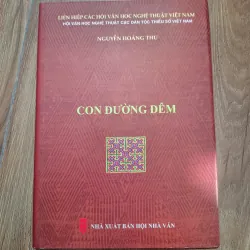 LIÊN HIỆP CÁC HỘI VĂN HỌC NGHỆ THUẬT VIỆT NAM
HỘI VĂN HỌC NGHỆ THUẬT CÁC DÂN TỘC THIỂU SỐ VIỆT NAM
NGUYỄN HOÀNG THU
CON ĐƯỜNG ĐÊM
NHÀ XUẤT BẢN HỘI NHÀ VĂN